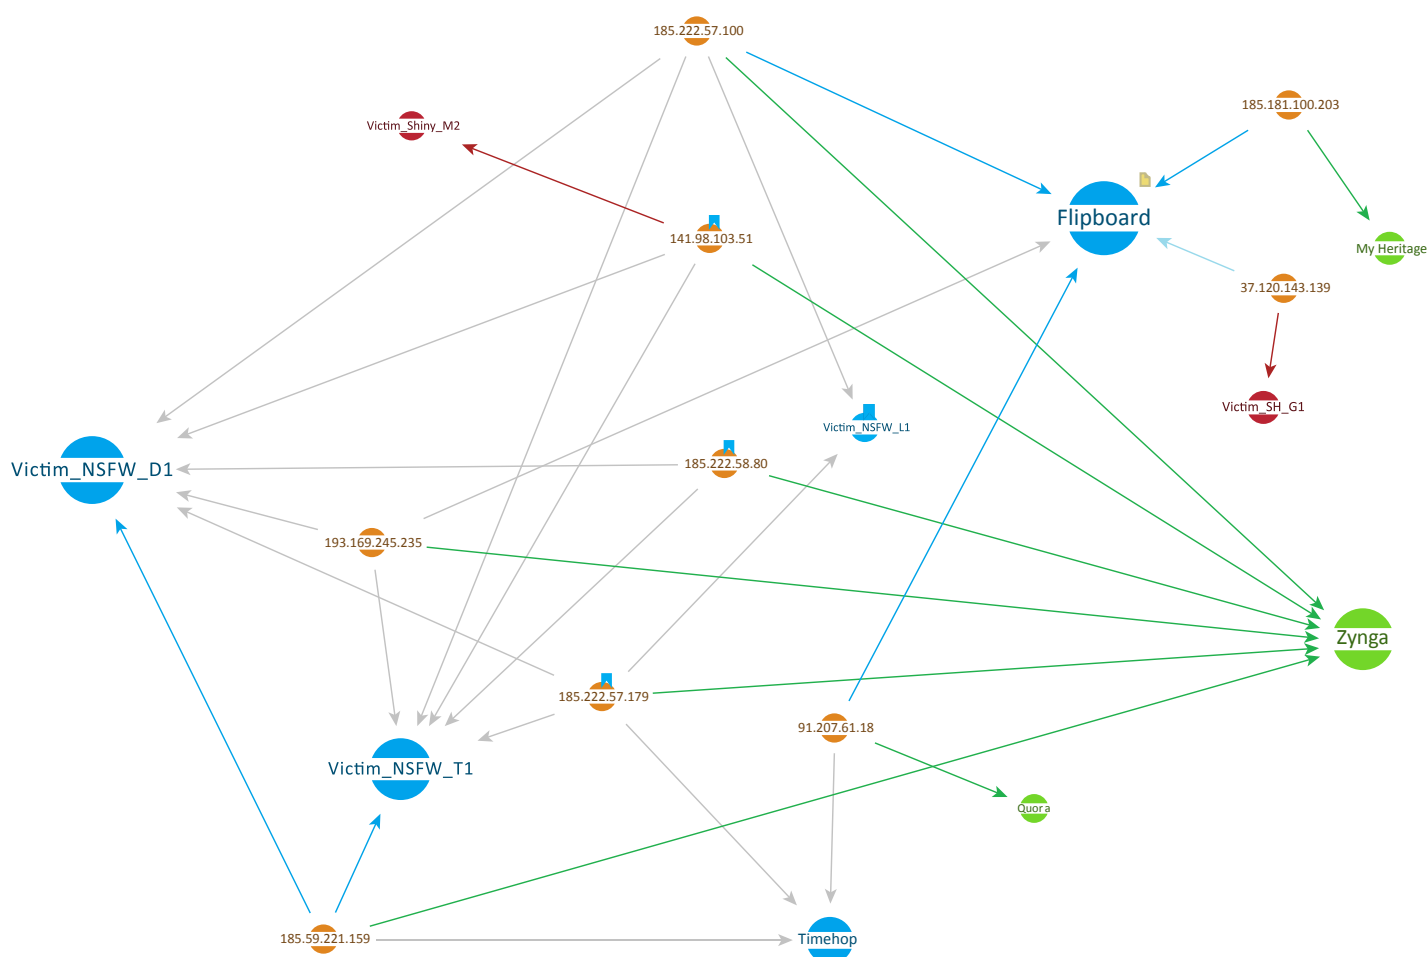 185.222.57.100
185.181.100.203
Victim_Shiny_M2
Flipboard
141.98.103.51
My Heritage
37.120.143.139
Victim_SH_G1
Victim_NSFW_L1
Victim_NSFW_D1
185.222.58.80
193.169.245.235
Zynga
185.222.57.179
91.207.61.18
Victim_NSFW_T1
Quora
185.59.221.159
Timehop